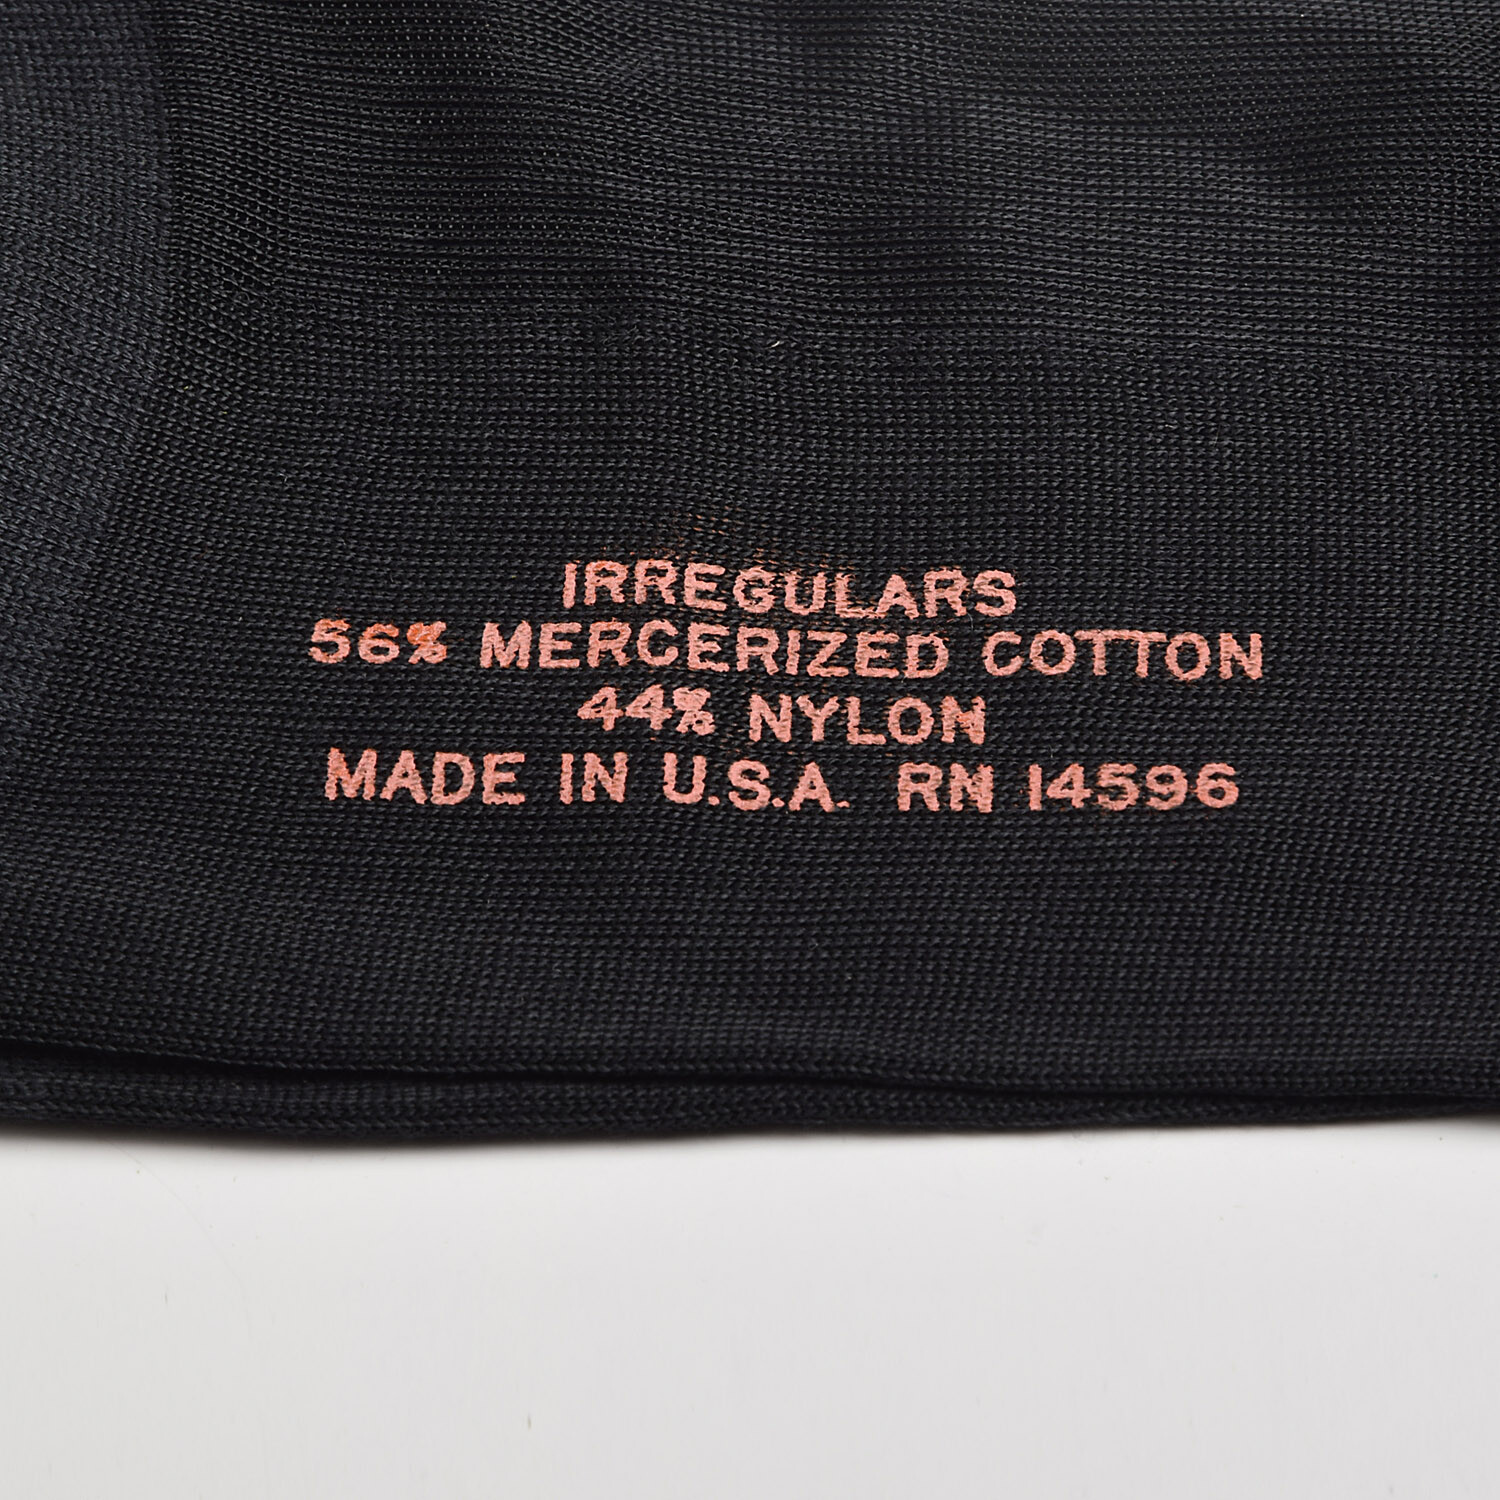 IRREGULARS
56% MERCERIZED COTTON
44% NYLON
MADE IN U.S.A. RN 14596